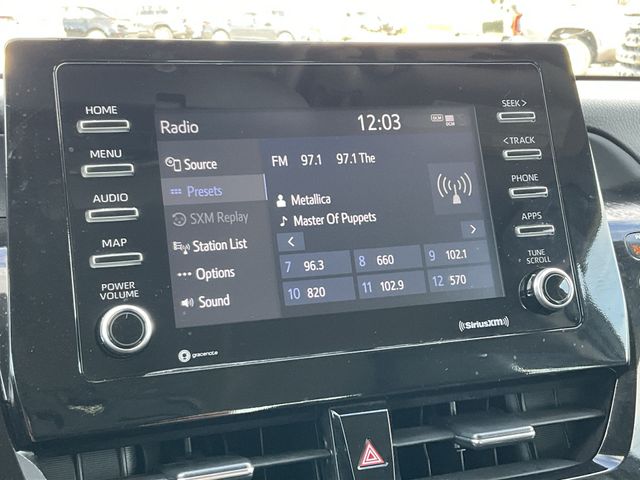 HOME
MENU
AUDIO
MAP
POWER
VOLUME
Radio
12:03
DCM
DCM
Source
Presets
SXM Replay
Station List
Options
Sound
FM 97.1 97.1 The
Metallica
Master Of Puppets
<
>
7 96.3
8 660
9 102.1
10 820
11 102.9
12 570
SEEK >
< TRACK
PHONE
APPS
TUNE
SCROLL
gracenote
((SiriusXM))